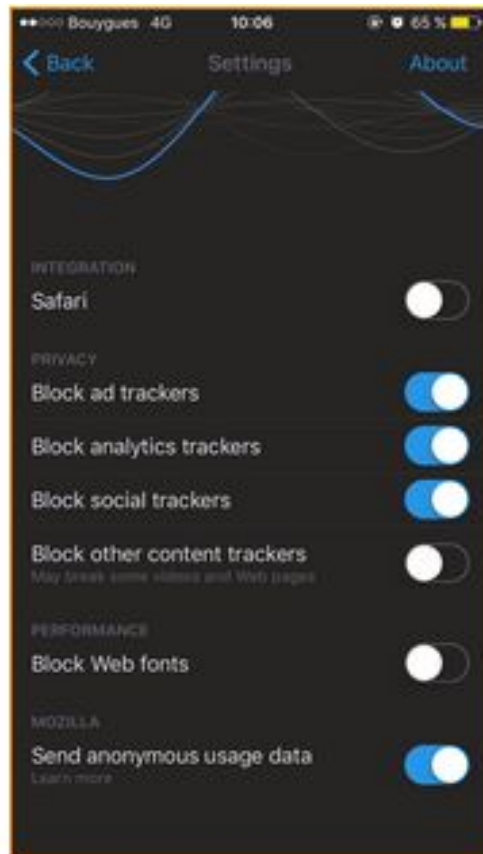 Bouygues 4G 10:06 65 %
Back Settings About
INTEGRATION
Safari
PRIVACY
Block ad trackers
Block analytics trackers
Block social trackers
Block other content trackers
May break some videos and Web pages
PERFORMANCE
Block Web fonts
MOZILLA
Send anonymous usage data
Learn more